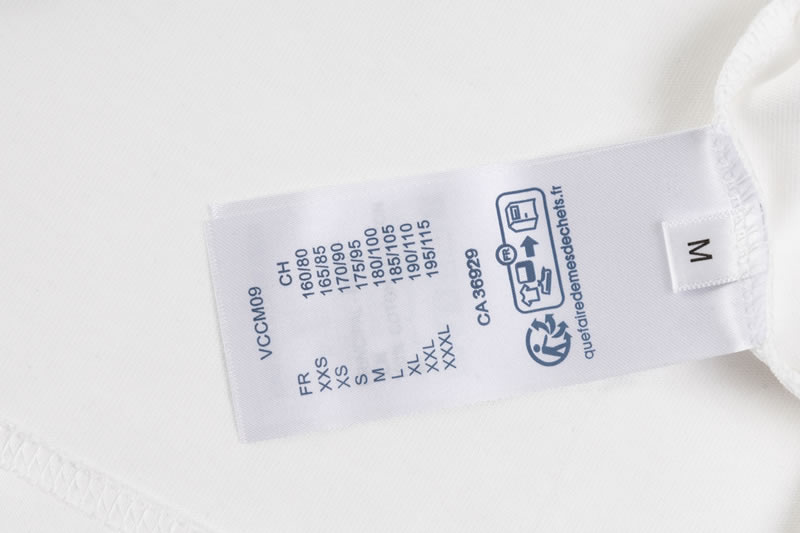 VCCM09
FR CH
XXS 160/80
XS 165/85
S 170/90
M 175/95
L 180/100
XL 185/105
XXL 190/110
XXXL 195/115
CA 36929
FR
quefairedemesdechets.fr
M